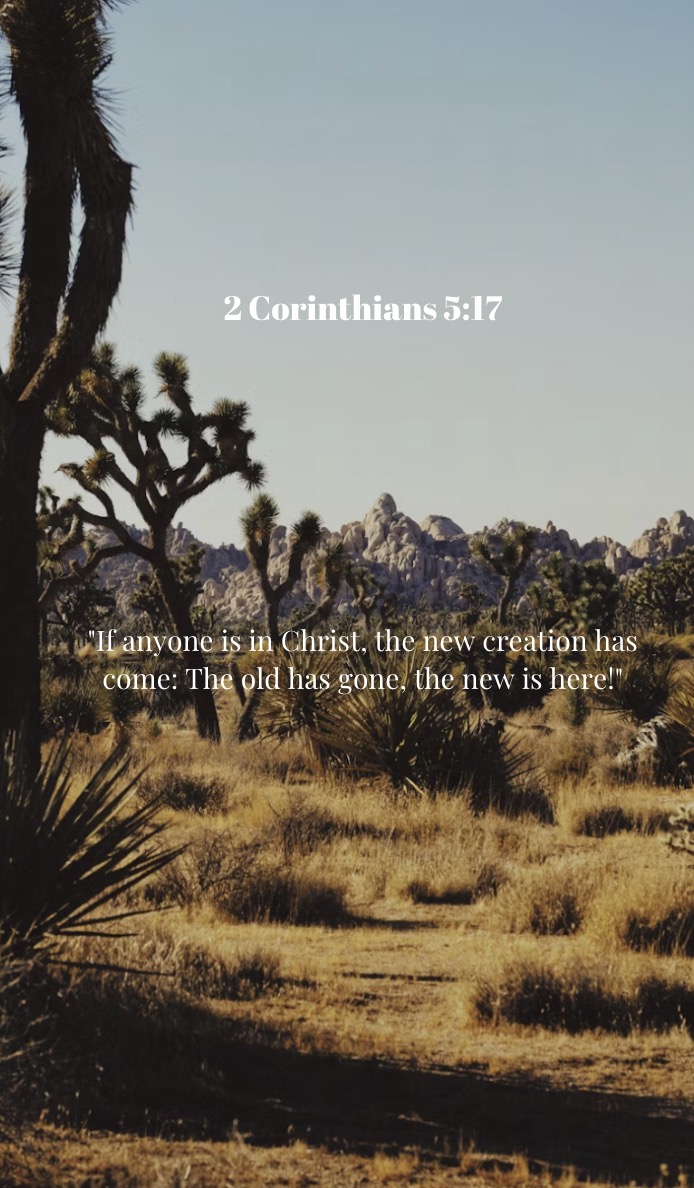 2 Corinthians 5:17
"If anyone is in Christ, the new creation has
come: The old has gone, the new is here!"